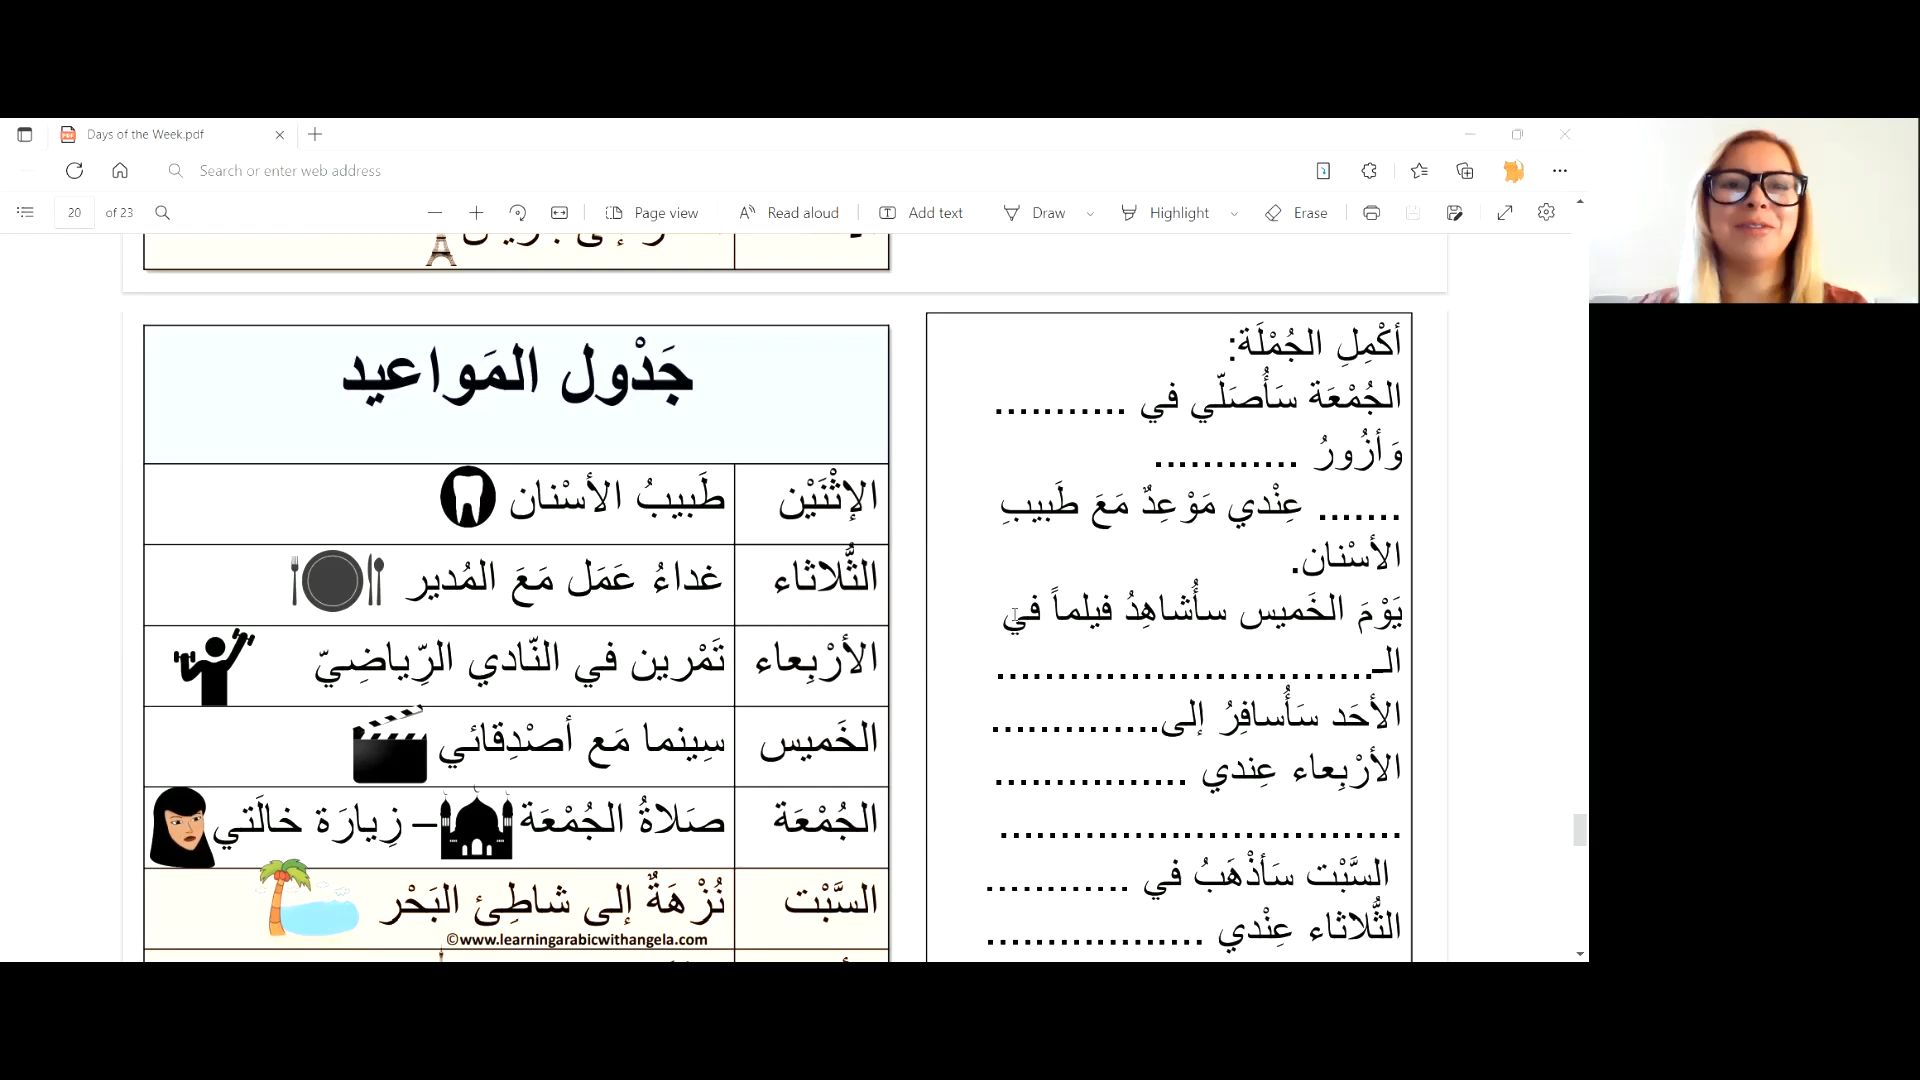 Days of the Week.pdf
Search or enter web address
20 of 23
Page view
Read aloud
Add text
Draw
Highlight
Erase
جَدْول المَواعيد
الإثْنَيْن طَبيبُ الأسْنان
الثُّلاثاء غداءُ عَمَل مَعَ المُدير
الأرْبِعاء تَمْرين في النّادي الرِّياضِيّ
الخَميس سِينما مَع أصْدِقائي
الجُمْعَة صَلاةُ الجُمْعَة – زِيارَة خالَتي
السَّبْت نُزْهَةٌ إلى شاطِئ البَحْر
©www.learningarabicwithangela.com
أكْمِلِ الجُمْلَة:
الجُمْعَة سَأُصَلّي في ...........
وَأزُورُ ............
....... عِنْدي مَوْعِدٌ مَعَ طَبيبِ
الأسْنان.
يَوْمَ الخَميس سأُشاهِدُ فيلماً في
الـ................................
الأحَد سَأُسافِرُ إلى..............
الأرْبِعاء عِندي ................
..................................
السَّبْت سَأذْهَبُ في ............
الثُّلاثاء عِنْدي ..................